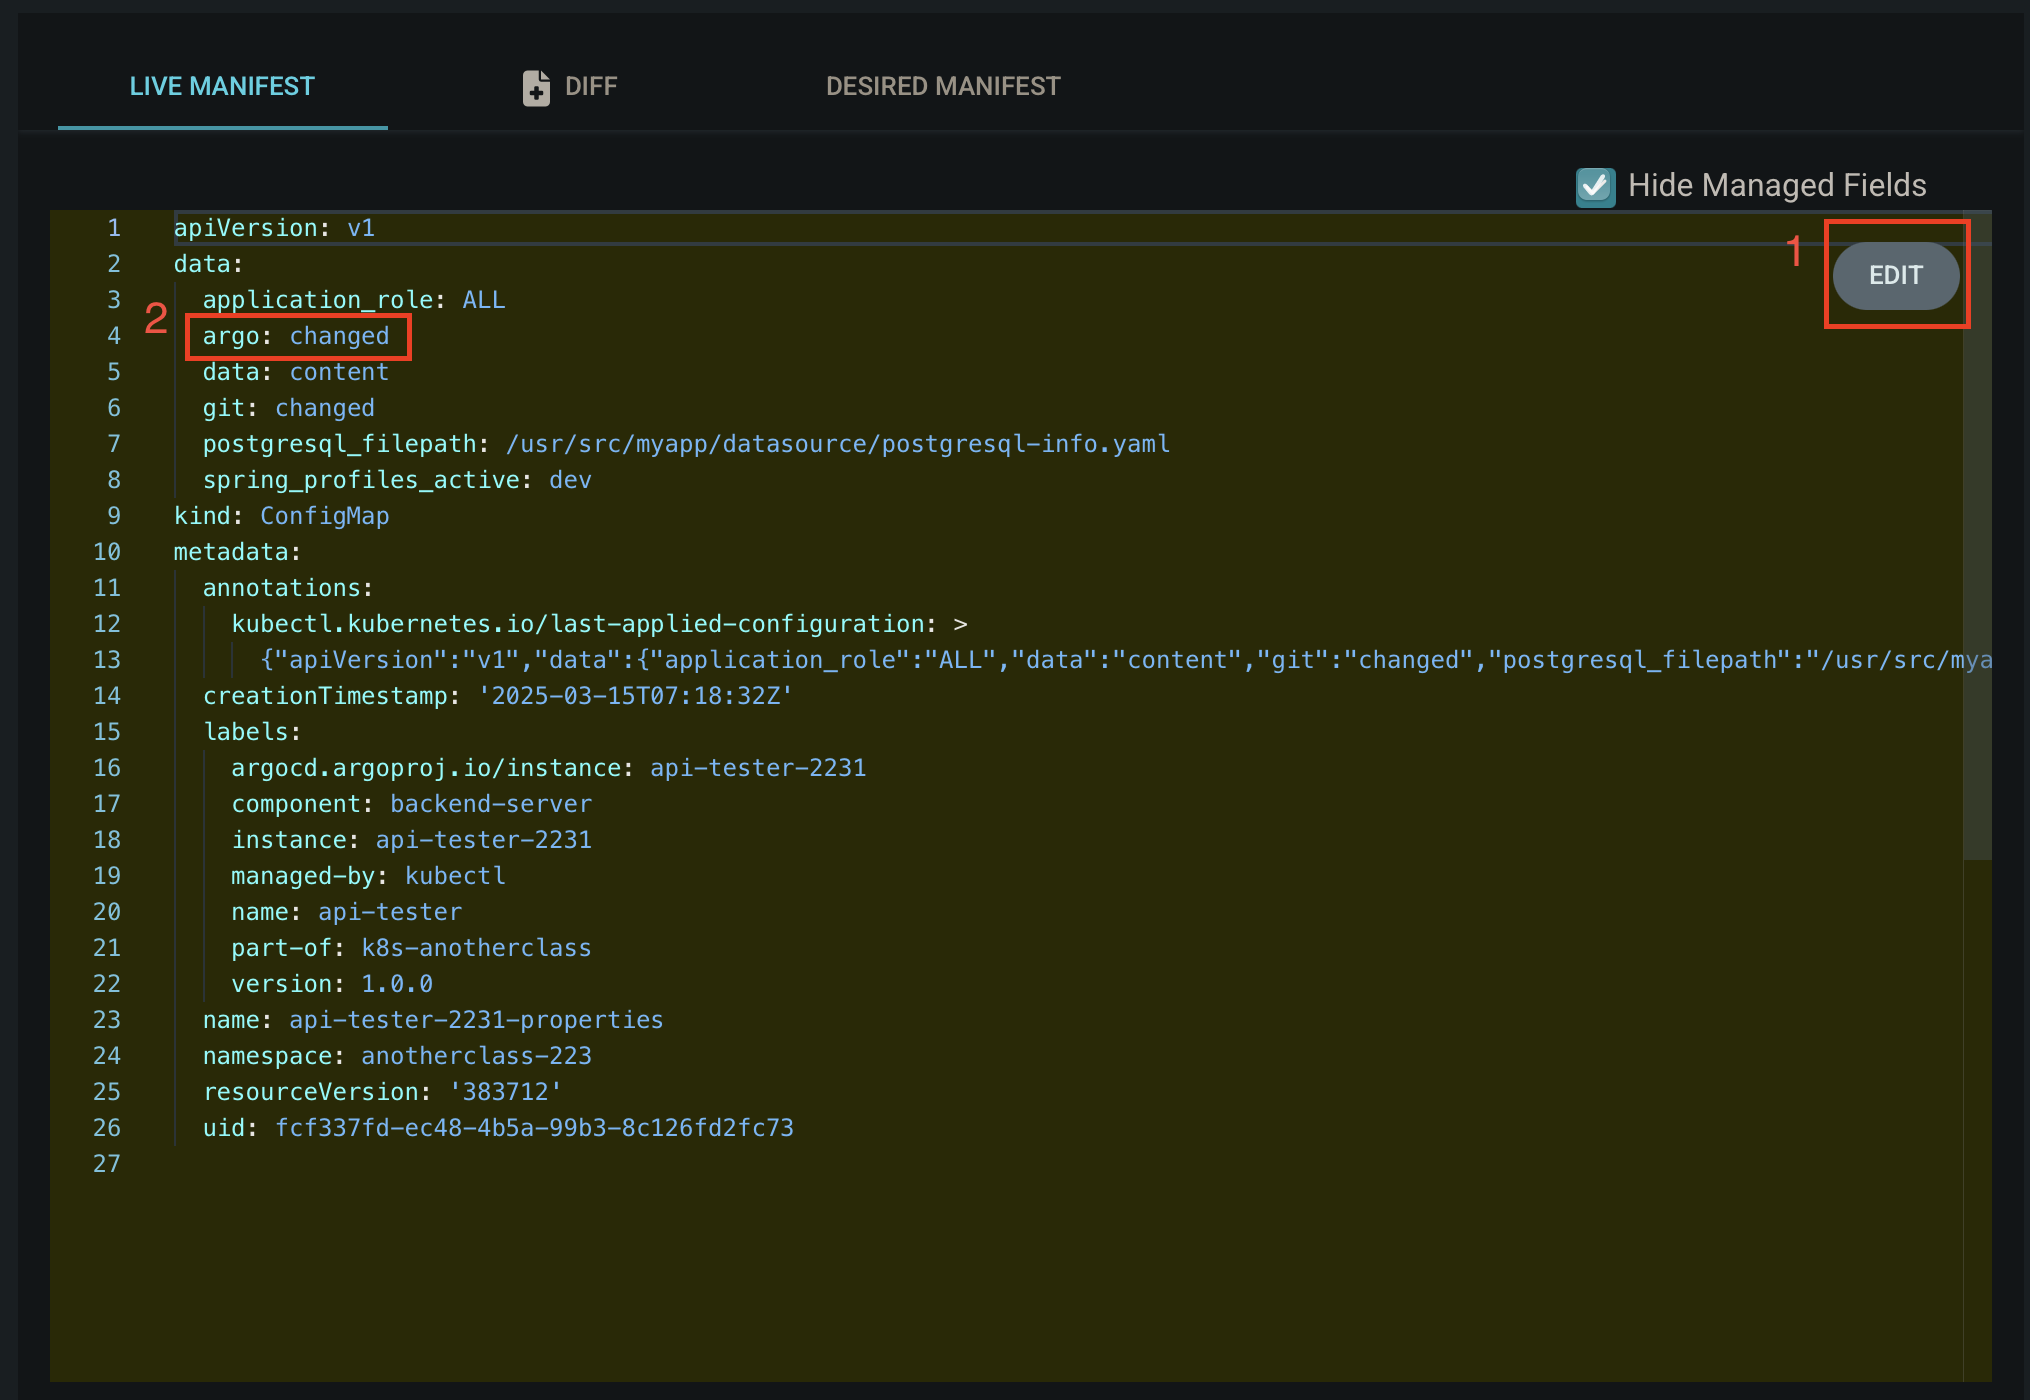 LIVE MANIFEST DIFF DESIRED MANIFEST
Hide Managed Fields
1 EDIT
2
1 apiVersion: v1
2 data:
3   application_role: ALL
4   argo: changed
5   data: content
6   git: changed
7   postgresql_filepath: /usr/src/myapp/datasource/postgresql-info.yaml
8   spring_profiles_active: dev
9 kind: ConfigMap
10 metadata:
11   annotations:
12     kubectl.kubernetes.io/last-applied-configuration: >
13       {"apiVersion":"v1","data":{"application_role":"ALL","data":"content","git":"changed","postgresql_filepath":"/usr/src/mya
14   creationTimestamp: '2025-03-15T07:18:32Z'
15   labels:
16     argocd.argoproj.io/instance: api-tester-2231
17     component: backend-server
18     instance: api-tester-2231
19     managed-by: kubectl
20     name: api-tester
21     part-of: k8s-anotherclass
22     version: 1.0.0
23   name: api-tester-2231-properties
24   namespace: anotherclass-223
25   resourceVersion: '383712'
26   uid: fcf337fd-ec48-4b5a-99b3-8c126fd2fc73
27